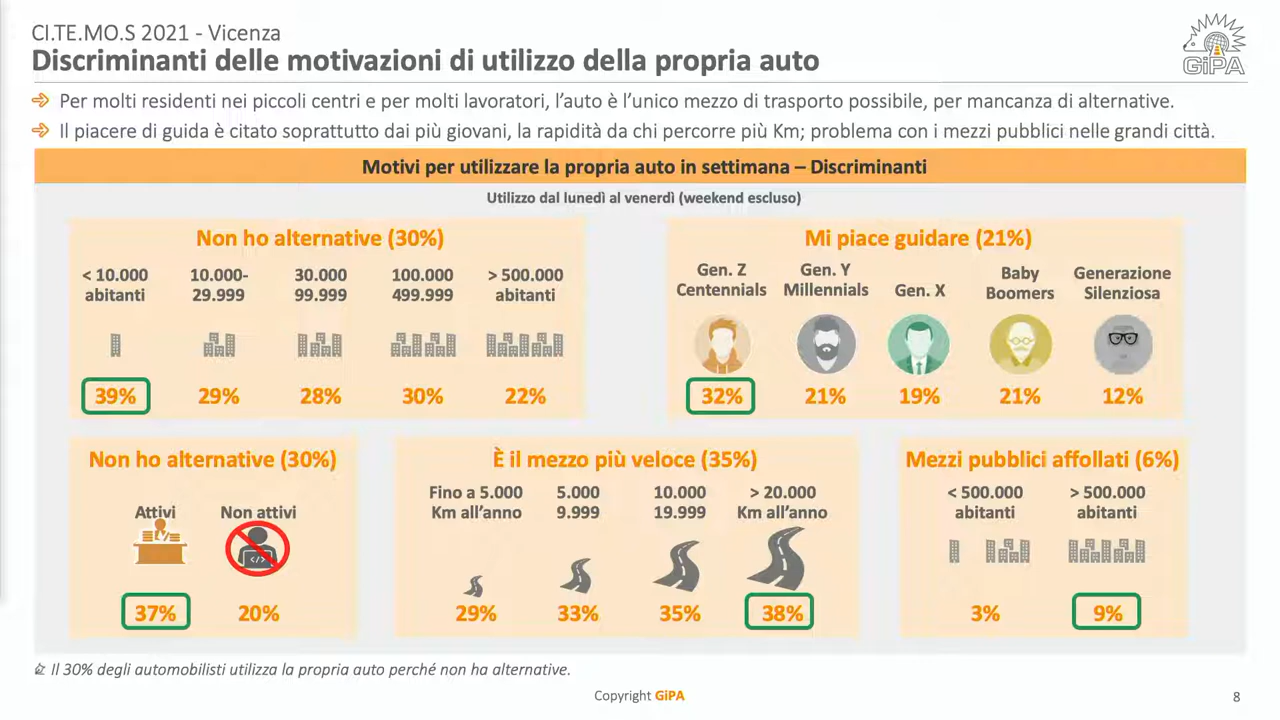 CI.TE.MO.S 2021 - Vicenza
Discriminanti delle motivazioni di utilizzo della propria auto
GiPA
Per molti residenti nei piccoli centri e per molti lavoratori, l'auto è l'unico mezzo di trasporto possibile, per mancanza di alternative.
Il piacere di guida è citato soprattutto dai più giovani, la rapidità da chi percorre più Km; problema con i mezzi pubblici nelle grandi città.
Motivi per utilizzare la propria auto in settimana – Discriminanti
Utilizzo dal lunedì al venerdì (weekend escluso)
Non ho alternative (30%)
< 10.000 10.000- 30.000 100.000 > 500.000
abitanti 29.999 99.999 499.999 abitanti
39% 29% 28% 30% 22%
Mi piace guidare (21%)
Gen. Z Gen. Y Baby Generazione
Centennials Millennials Gen. X Boomers Silenziosa
32% 21% 19% 21% 12%
Non ho alternative (30%)
Attivi Non attivi
37% 20%
È il mezzo più veloce (35%)
Fino a 5.000 5.000 10.000 > 20.000
Km all'anno 9.999 19.999 Km all'anno
29% 33% 35% 38%
Mezzi pubblici affollati (6%)
< 500.000 > 500.000
abitanti abitanti
3% 9%
Il 30% degli automobilisti utilizza la propria auto perché non ha alternative.
Copyright GiPA
8